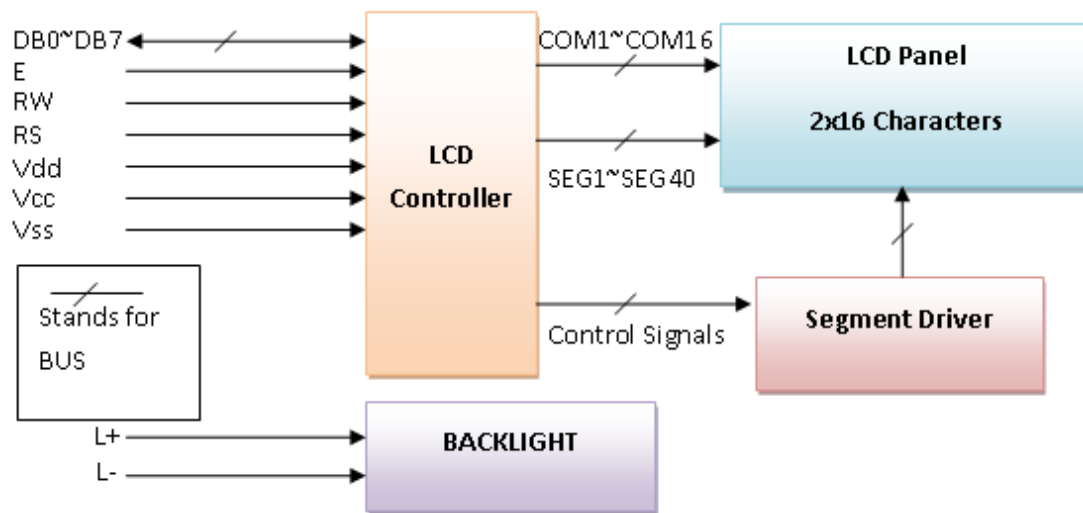 DB0~DB7
E
RW
RS
Vdd
Vcc
Vss
LCD
Controller
COM1~COM16
SEG1~SEG40
LCD Panel
2x16 Characters
Stands for
BUS
Control Signals
Segment Driver
L+
L-
BACKLIGHT